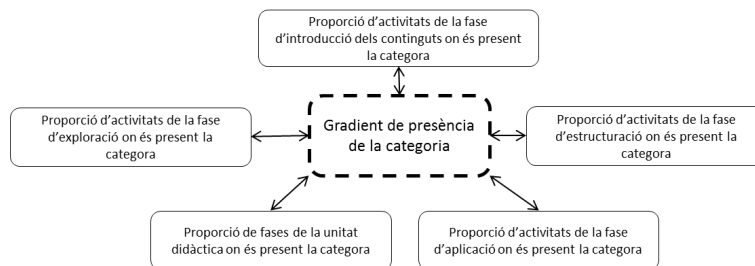 Proporció d'activitats de la fase
d'introducció dels continguts on és present
la categora
Proporció d'activitats de la fase
d'exploració on és present la
categora
Gradient de presència
de la categoria
Proporció d'activitats de la fase
d'estructuració on és present la
categora
Proporció de fases de la unitat
didàctica on és present la categora
Proporció d'activitats de la fase
d'aplicació on és present la categora